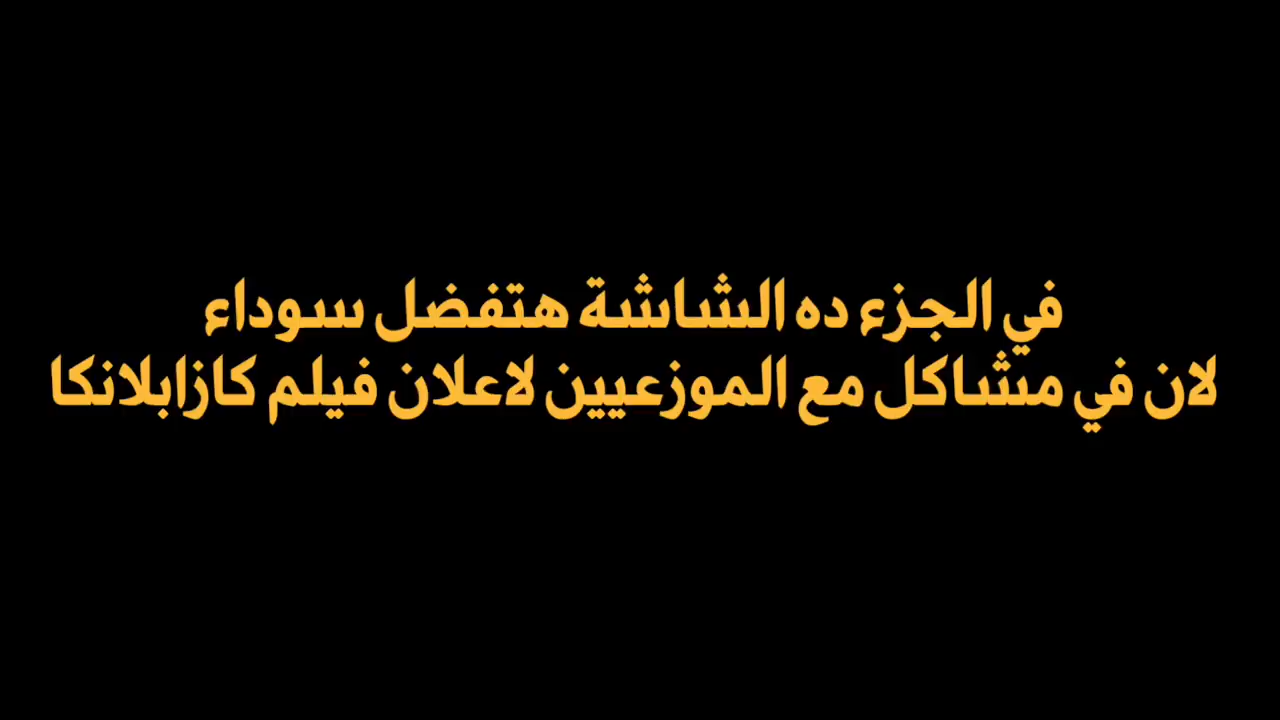 في الجزء ده الشاشة هتفضل سوداء
لان في مشاكل مع الموزعيين لاعلان فيلم كازابلانكا